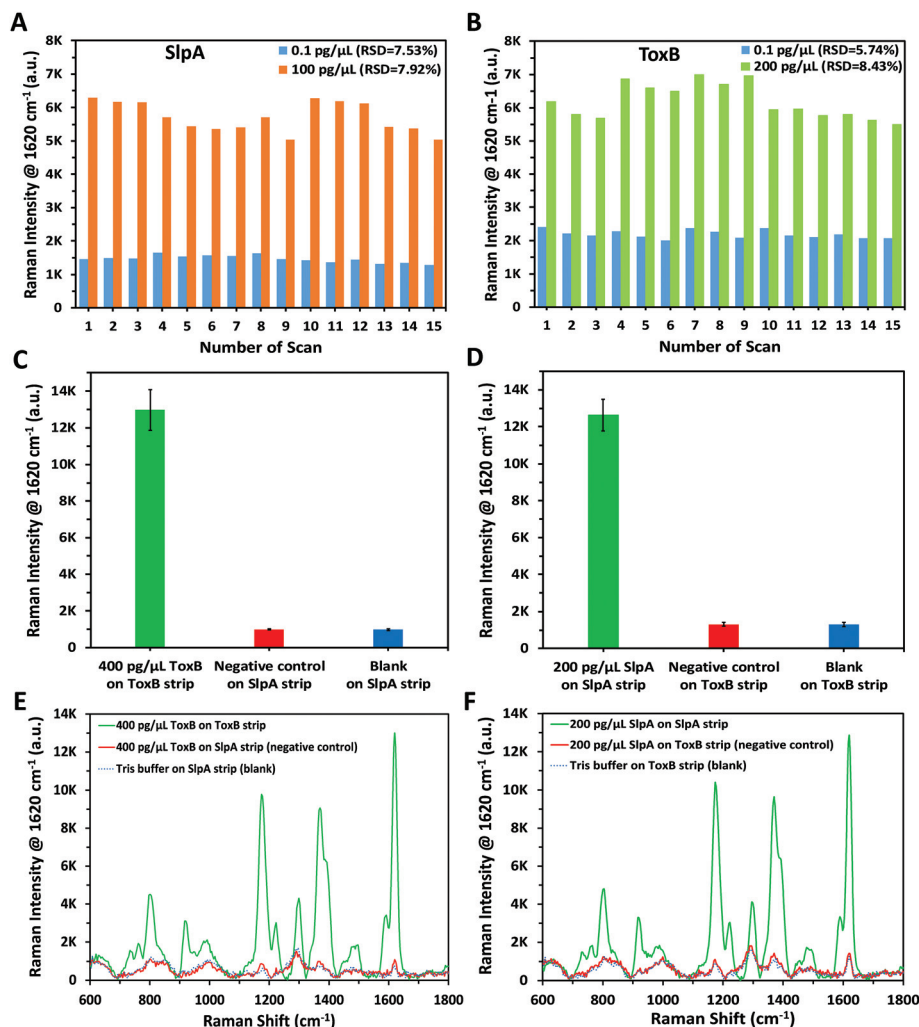 A
SlpA
0.1 pg/μL (RSD=7.53%)
100 pg/μL (RSD=7.92%)
Raman Intensity @ 1620 cm⁻¹ (a.u.)
8K
7K
6K
5K
4K
3K
2K
1K
0
1 2 3 4 5 6 7 8 9 10 11 12 13 14 15
Number of Scan
B
ToxB
0.1 pg/μL (RSD=5.74%)
200 pg/μL (RSD=8.43%)
Raman Intensity @ 1620 cm-1 (a.u.)
8K
7K
6K
5K
4K
3K
2K
1K
0
1 2 3 4 5 6 7 8 9 10 11 12 13 14 15
Number of Scan
C
Raman Intensity @ 1620 cm⁻¹ (a.u.)
14K
12K
10K
8K
6K
4K
2K
0
400 pg/μL ToxB Negative control Blank
on ToxB strip on SlpA strip on SlpA strip
D
Raman Intensity @ 1620 cm⁻¹ (a.u.)
14K
12K
10K
8K
6K
4K
2K
0
200 pg/μL SlpA Negative control Blank
on SlpA strip on ToxB strip on ToxB strip
E
400 pg/μL ToxB on ToxB strip
400 pg/μL ToxB on SlpA strip (negative control)
Tris buffer on SlpA strip (blank)
Raman Intensity @ 1620 cm⁻¹ (a.u.)
14K
12K
10K
8K
6K
4K
2K
0
600 800 1000 1200 1400 1600 1800
Raman Shift (cm⁻¹)
F
200 pg/μL SlpA on SlpA strip
200 pg/μL SlpA on ToxB strip (negative control)
Tris buffer on ToxB strip (blank)
Raman Intensity @ 1620 cm⁻¹ (a.u.)
14K
12K
10K
8K
6K
4K
2K
0
600 800 1000 1200 1400 1600 1800
Raman Shift (cm⁻¹)